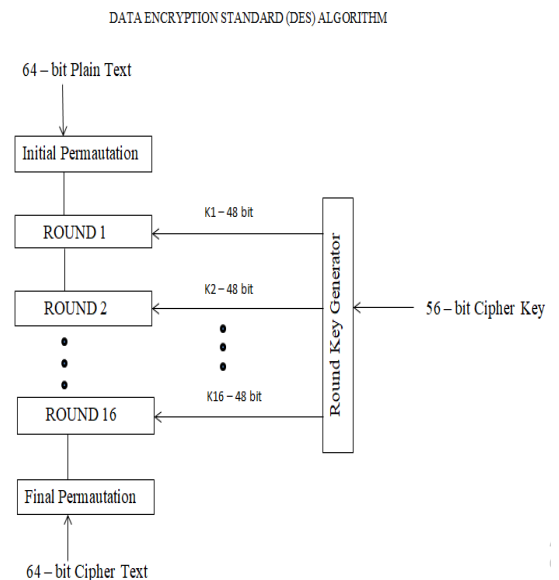 DATA ENCRYPTION STANDARD (DES) ALGORITHM
64 – bit Plain Text
Initial Permautation
K1 – 48 bit
ROUND 1
K2 – 48 bit
ROUND 2
Round Key Generator
56 – bit Cipher Key
K16 – 48 bit
ROUND 16
Final Permautation
64 – bit Cipher Text